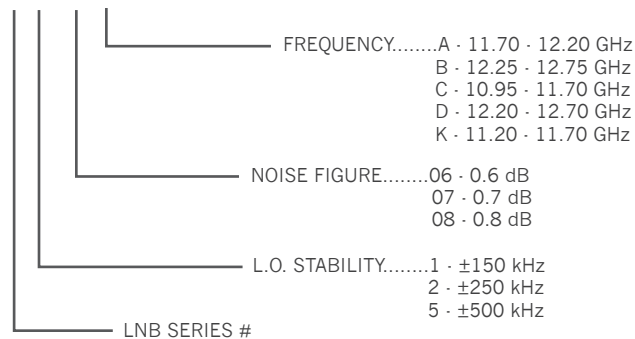 FREQUENCY........A - 11.70 - 12.20 GHz
B - 12.25 - 12.75 GHz
C - 10.95 - 11.70 GHz
D - 12.20 - 12.70 GHz
K - 11.20 - 11.70 GHz
NOISE FIGURE........06 - 0.6 dB
07 - 0.7 dB
08 - 0.8 dB
L.O. STABILITY........1 - ±150 kHz
2 - ±250 kHz
5 - ±500 kHz
LNB SERIES #